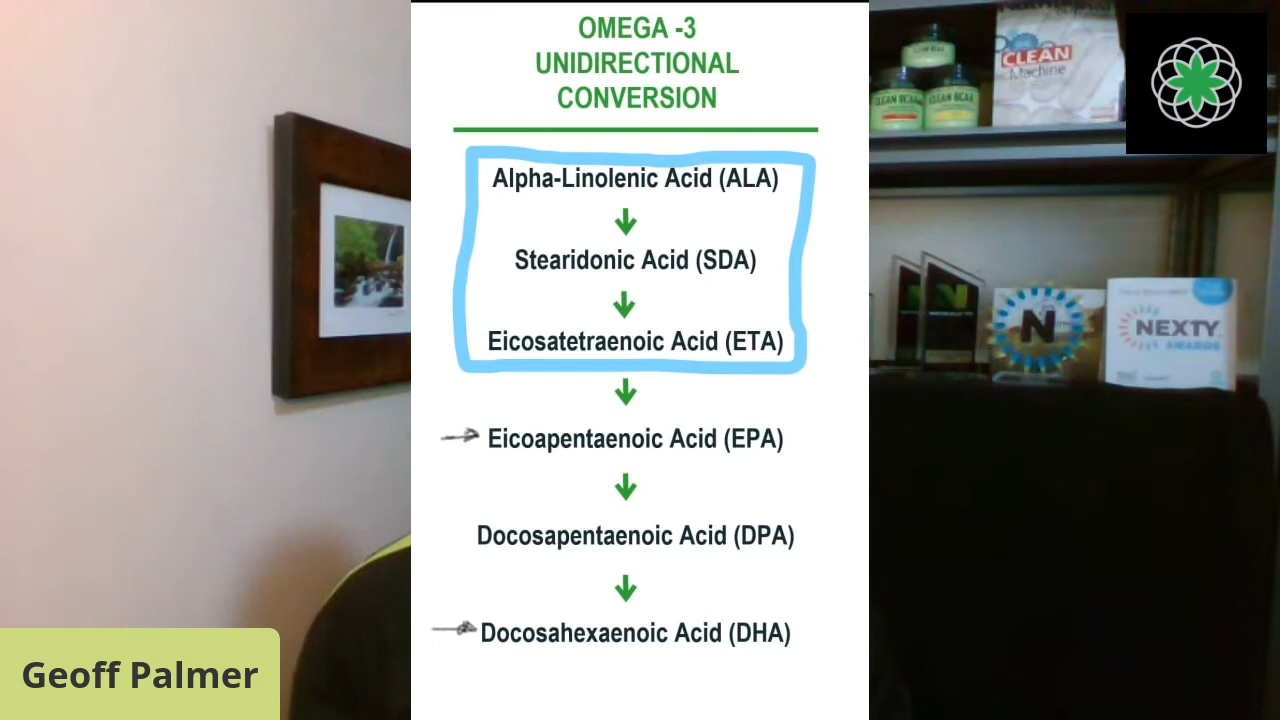 OMEGA -3
UNIDIRECTIONAL
CONVERSION
Alpha-Linolenic Acid (ALA)
Stearidonic Acid (SDA)
Eicosatetraenoic Acid (ETA)
Eicoapentaenoic Acid (EPA)
Docosapentaenoic Acid (DPA)
Docosahexaenoic Acid (DHA)
Geoff Palmer
CLEAN
Machine
CLEAN BCAA
CLEAN BCAA
N
NEXTY
AWARDS